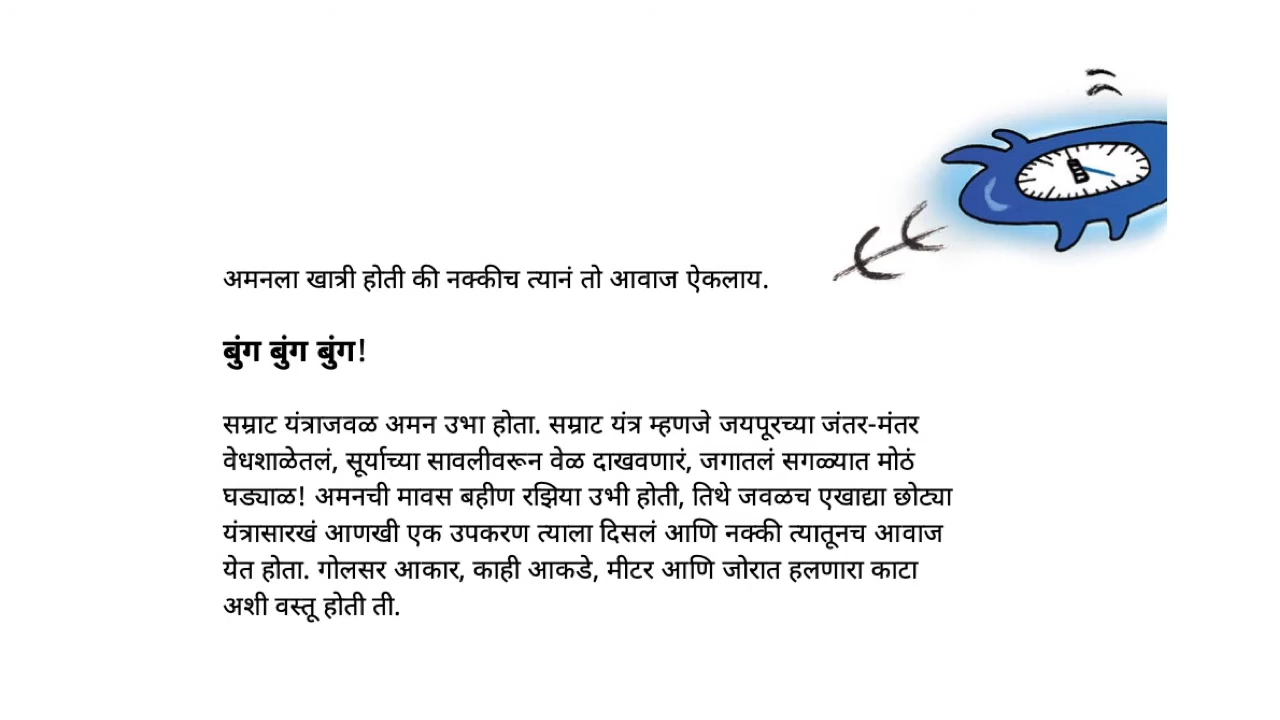 अमनला खात्री होती की नक्कीच त्यानं तो आवाज ऐकलाय.
बुंग बुंग बुंग!
सम्राट यंत्राजवळ अमन उभा होता. सम्राट यंत्र म्हणजे जयपूरच्या जंतर-मंतर
वेधशाळेतलं, सूर्याच्या सावलीवरून वेळ दाखवणारं, जगातलं सगळ्यात मोठं
घड्याळ! अमनची मावस बहीण रझिया उभी होती, तिथे जवळच एखाद्या छोट्या
यंत्रासारखं आणखी एक उपकरण त्याला दिसलं आणि नक्की त्यातूनच आवाज
येत होता. गोलसर आकार, काही आकडे, मीटर आणि जोरात हलणारा काटा
अशी वस्तू होती ती.